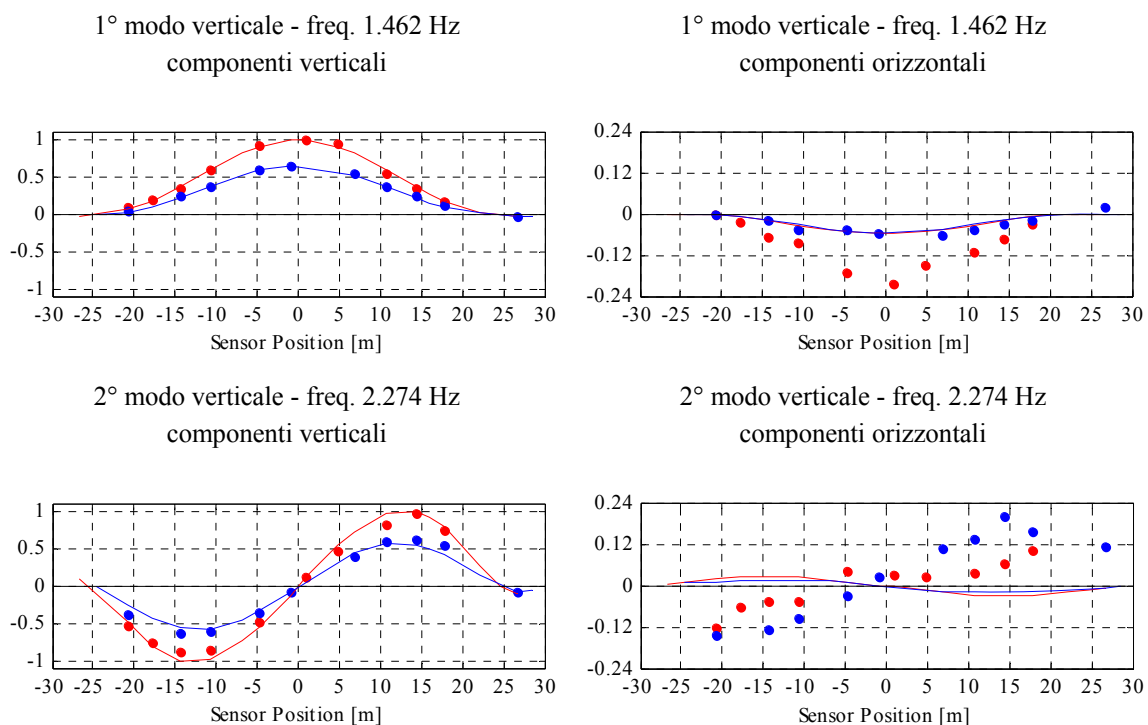 1° modo verticale - freq. 1.462 Hz
componenti verticali
1
0.5
0
-0.5
-1
-30 -25 -20 -15 -10 -5 0 5 10 15 20 25 30
Sensor Position [m]
1° modo verticale - freq. 1.462 Hz
componenti orizzontali
0.24
0.12
0
-0.12
-0.24
-30 -25 -20 -15 -10 -5 0 5 10 15 20 25 30
Sensor Position [m]
2° modo verticale - freq. 2.274 Hz
componenti verticali
1
0.5
0
-0.5
-1
-30 -25 -20 -15 -10 -5 0 5 10 15 20 25 30
Sensor Position [m]
2° modo verticale - freq. 2.274 Hz
componenti orizzontali
0.24
0.12
0
-0.12
-0.24
-30 -25 -20 -15 -10 -5 0 5 10 15 20 25 30
Sensor Position [m]